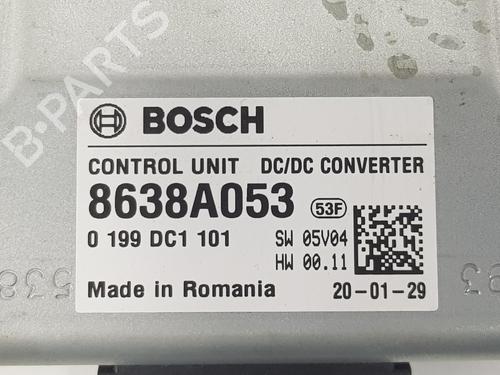 BOSCH
CONTROL UNIT DC/DC CONVERTER
8638A053 53F
0 199 DC1 101 SW 05V04
HW 00.11
Made in Romania 20-01-29
B-PARTS